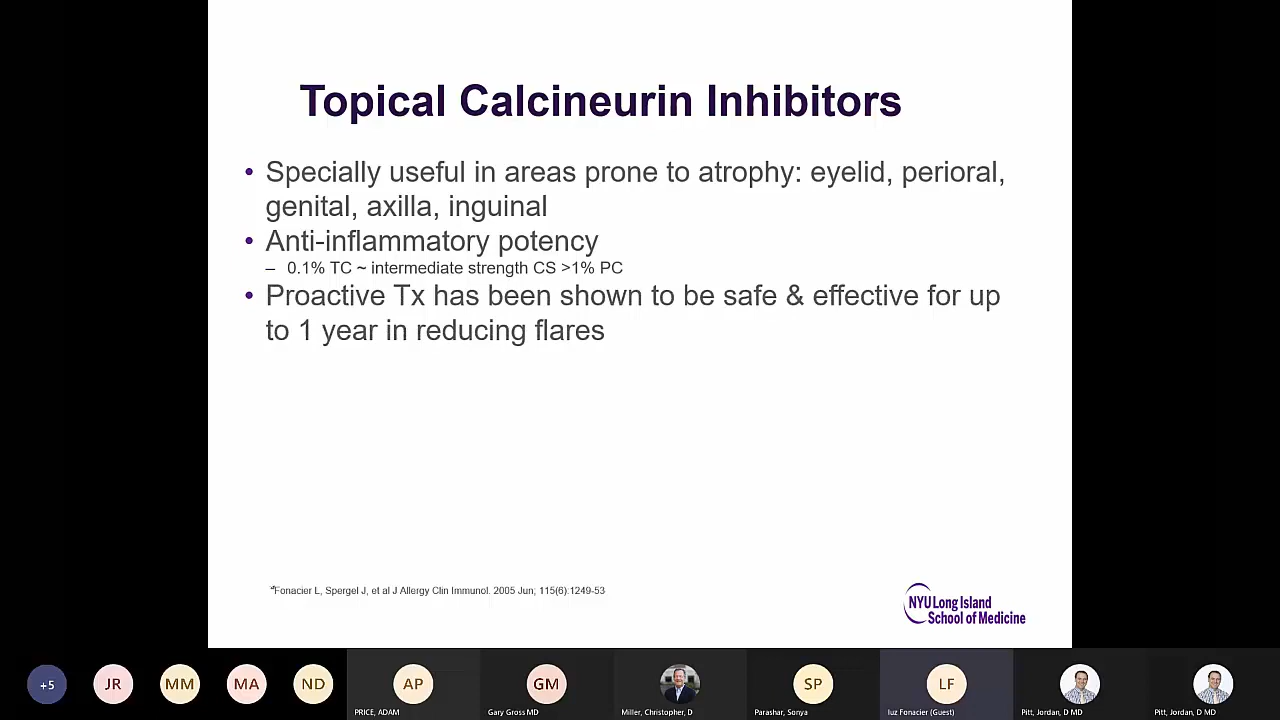 Topical Calcineurin Inhibitors
• Specially useful in areas prone to atrophy: eyelid, perioral,
genital, axilla, inguinal
• Anti-inflammatory potency
– 0.1% TC ~ intermediate strength CS >1% PC
• Proactive Tx has been shown to be safe & effective for up
to 1 year in reducing flares
Fonacier L, Spergel J, et al J Allergy Clin Immunol. 2005 Jun; 115(6).1249-53
NYU Long Island
School of Medicine
+5
JR
MM
MA
ND
AP
GM
SP
LF
PRICE, ADAM
Gary Gross MD
Miller, Christopher, D
Parashar, Sonya
luz Fonacier (Guest)
Pitt, Jordan, D MD
Pitt, Jordan, D MD